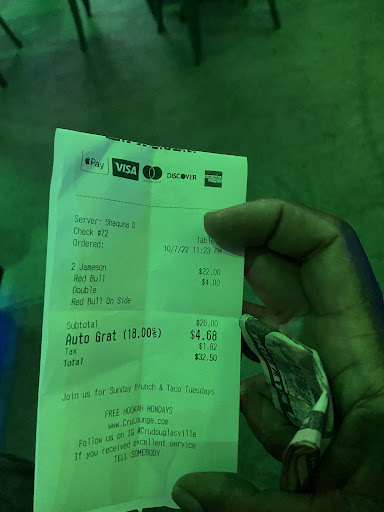 Pay VISA DISCOVER
Server: Shaquna D
Check #72 Table
Ordered: 10/7/22 11:23 PM
2 Jameson $22.00
Red Bull $4.00
Double
Red Bull On Side
Subtotal $26.00
Auto Grat (18.00%) $4.68
Tax $1.82
Total $32.50
Join us for Sunday Brunch & Taco Tuesdays
FREE HOOKAH MONDAYS
www.CruLounge.com
Follow us on IG @Crudouglasville
If you received excellent service
TELL SOMEBODY